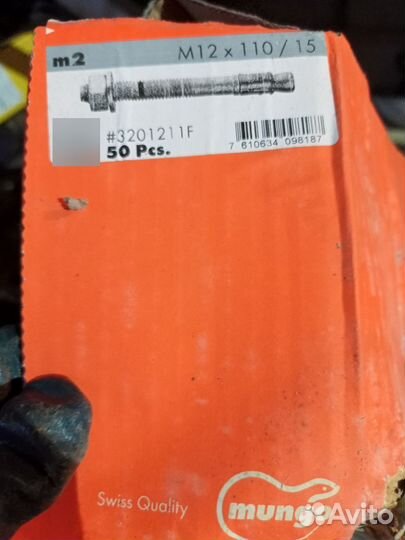 m2 M12 x 110 / 15
#3201211F
50 Pcs.
7 610634 098187
Swiss Quality
mungo
Avito